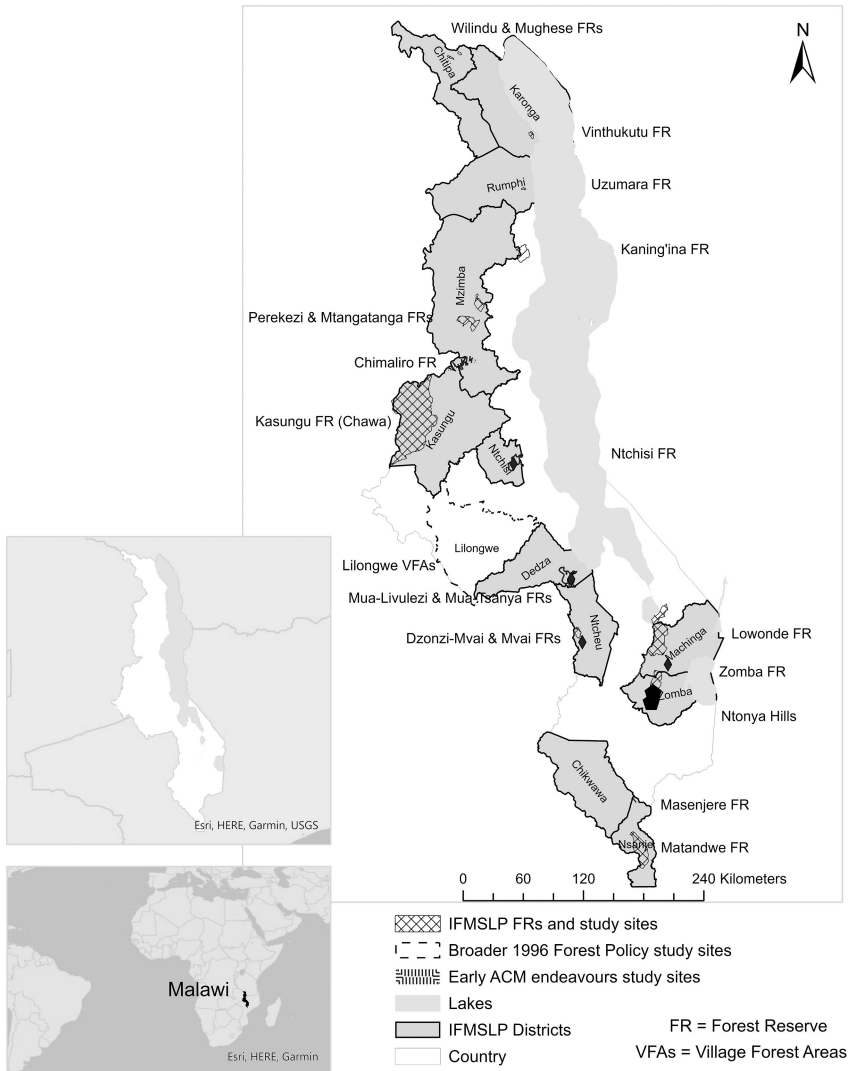 Wilindu & Mughese FRs
N
Chitipa
Karonga
Vinthukutu FR
Rumphi
Uzumara FR
Kaning'ina FR
Mzimba
Perekezi & Mtangatanga FRs
Chimaliro FR
Kasungu FR (Chawa)
Kasungu
Ntchisi
Ntchisi FR
Lilongwe
Lilongwe VFAs
Dedza
Mua-Livulezi & Mua-Tsanya FRs
Ntcheu
Dzonzi-Mvai & Mvai FRs
Machinga
Lowonde FR
Zomba FR
Zomba
Ntonya Hills
Chikwawa
Masenjere FR
Nsanje
Matandwe FR
0 60 120 240 Kilometers
Esri, HERE, Garmin, USGS
Malawi
Esri, HERE, Garmin
IFMSLP FRs and study sites
Broader 1996 Forest Policy study sites
Early ACM endeavours study sites
Lakes
IFMSLP Districts
Country
FR = Forest Reserve
VFAs = Village Forest Areas